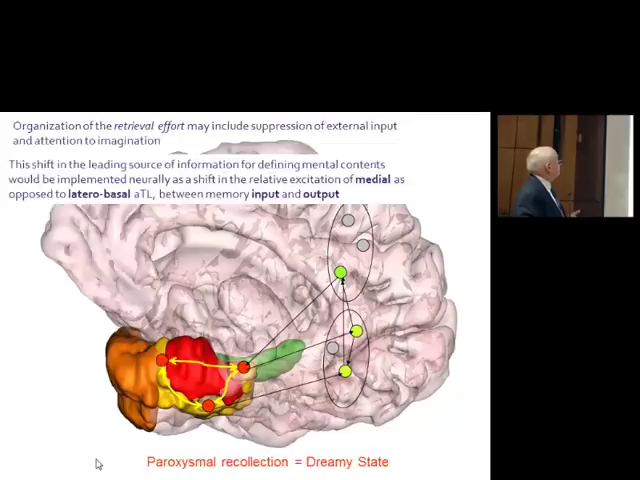 Organization of the retrieval effort may include suppression of external input
and attention to imagination
This shift in the leading source of information for defining mental contents
would be implemented neurally as a shift in the relative excitation of medial as
opposed to latero-basal aTL, between memory input and output
Paroxysmal recollection = Dreamy State